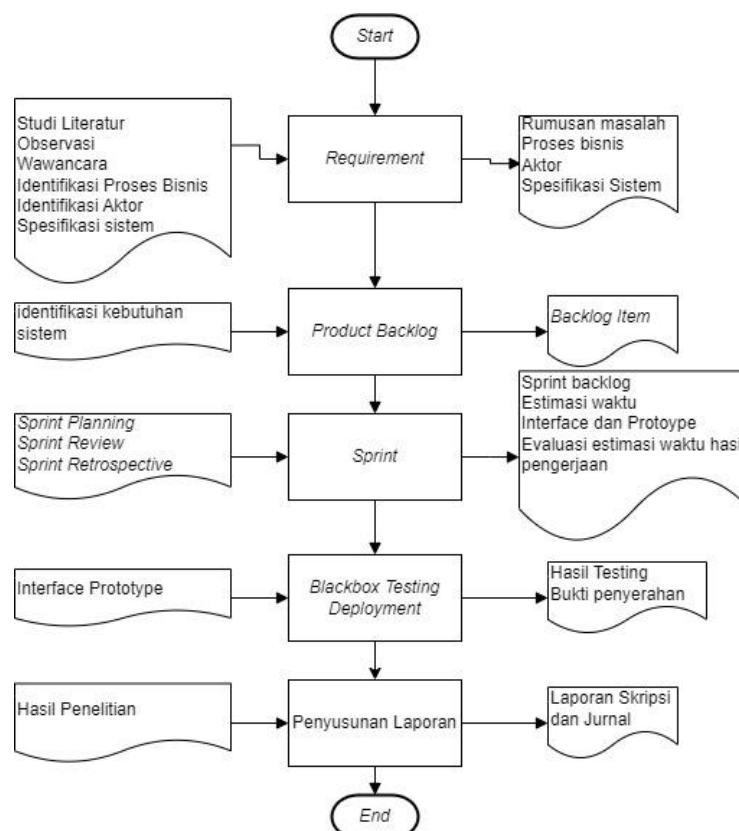 Start
Studi Literatur
Observasi
Wawancara
Identifikasi Proses Bisnis
Identifikasi Aktor
Spesifikasi sistem
Requirement
Rumusan masalah
Proses bisnis
Aktor
Spesifikasi Sistem
identifikasi kebutuhan
sistem
Product Backlog
Backlog Item
Sprint Planning
Sprint Review
Sprint Retrospective
Sprint
Sprint backlog
Estimasi waktu
Interface dan Protoype
Evaluasi estimasi waktu hasi
pengerjaan
Interface Prototype
Blackbox Testing
Deployment
Hasil Testing
Bukti penyerahan
Hasil Penelitian
Penyusunan Laporan
Laporan Skripsi
dan Jurnal
End